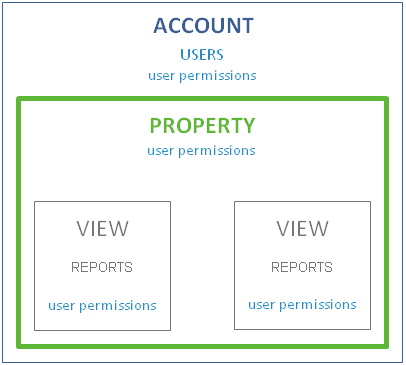 ACCOUNT
USERS
user permissions
PROPERTY
user permissions
VIEW
REPORTS
user permissions
VIEW
REPORTS
user permissions